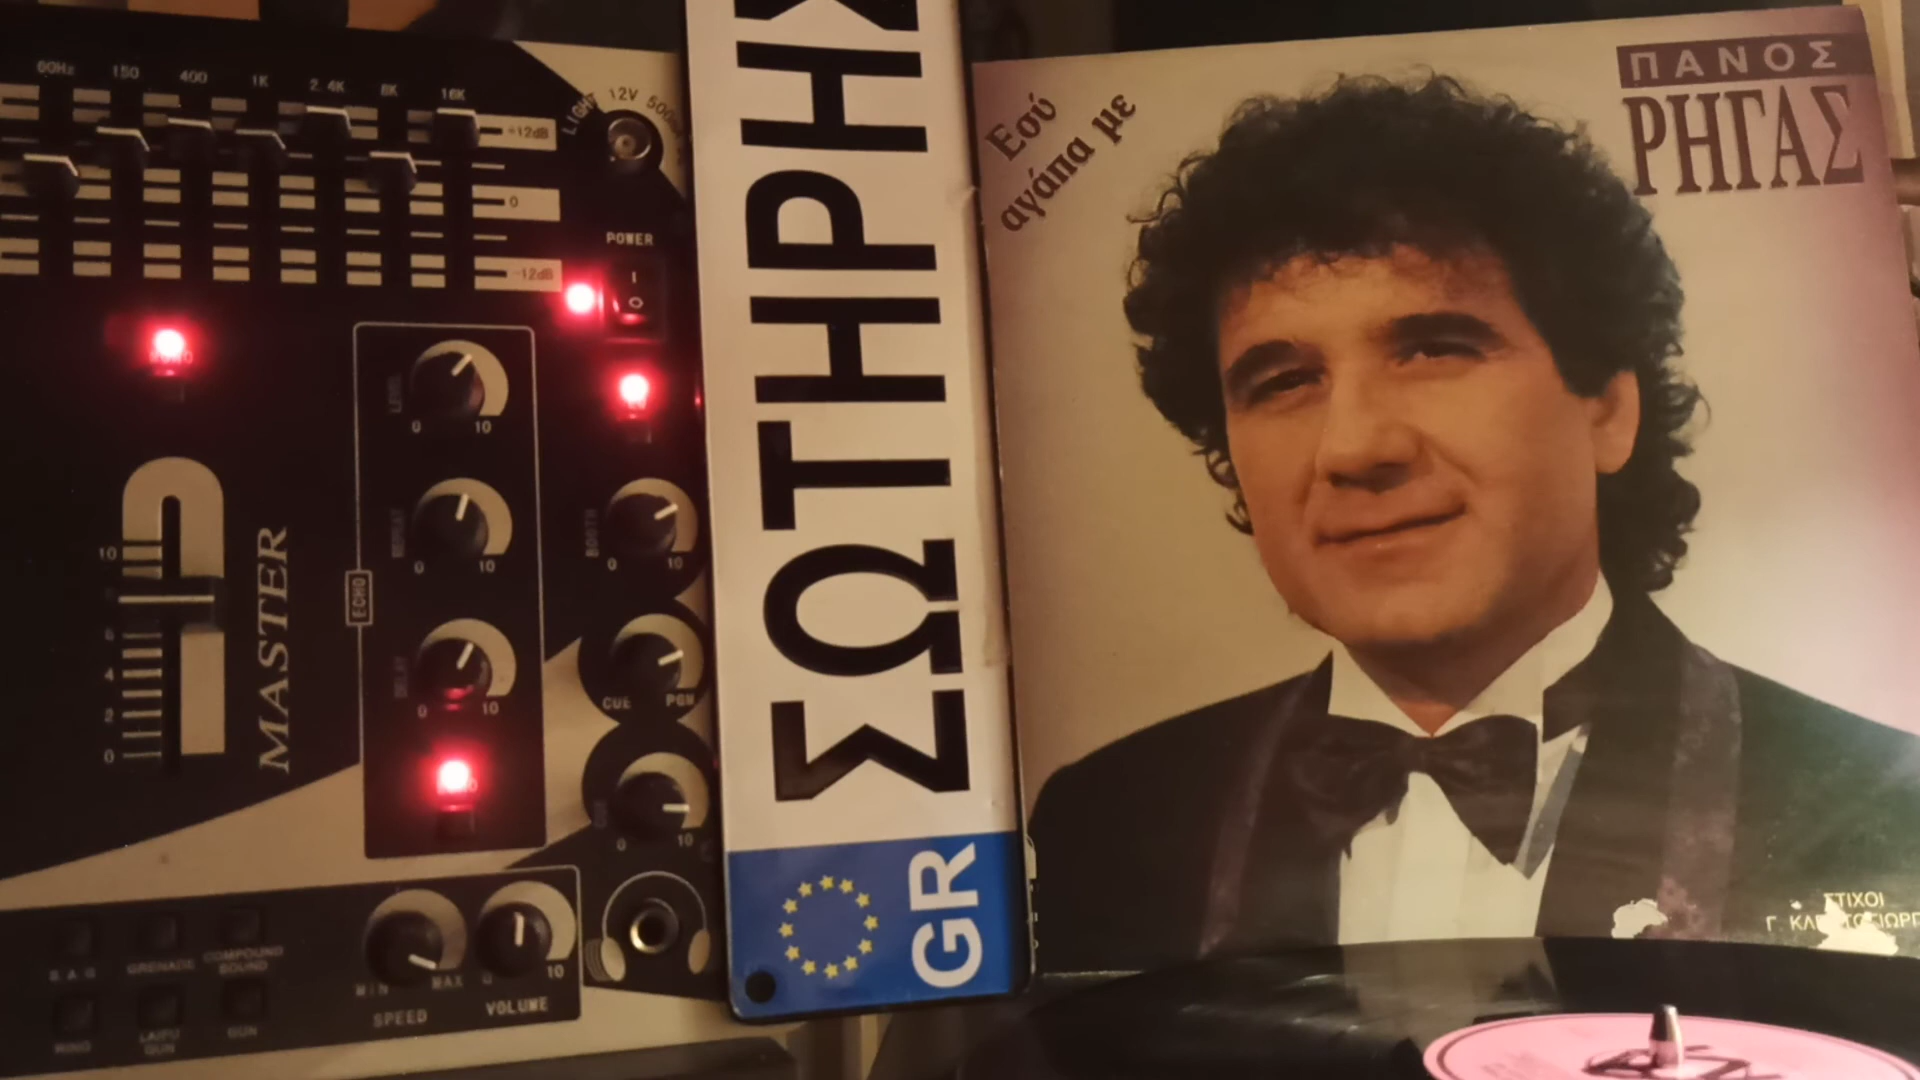 60Hz 150 400 1K 2.4K 8K 16K
+12dB
0
-12dB
LIGHT 12V
POWER
I
O
LEVEL
0 10
REPEAT
0 10
DELAY
0 10
ECHO
BOOTH
0 10
CUE PGM
0 10
10
6
4
2
0
MASTER
GRENADE COMPOUND
SOUND
GUN
GUN
MIN MAX
SPEED
0 10
VOLUME
ΣΩΤΗΡΗΣ
GR
Εσύ
αγάπα με
ΠΑΝΟΣ
ΡΗΓΑΣ
ΣΤΙΧΟΙ
Γ.